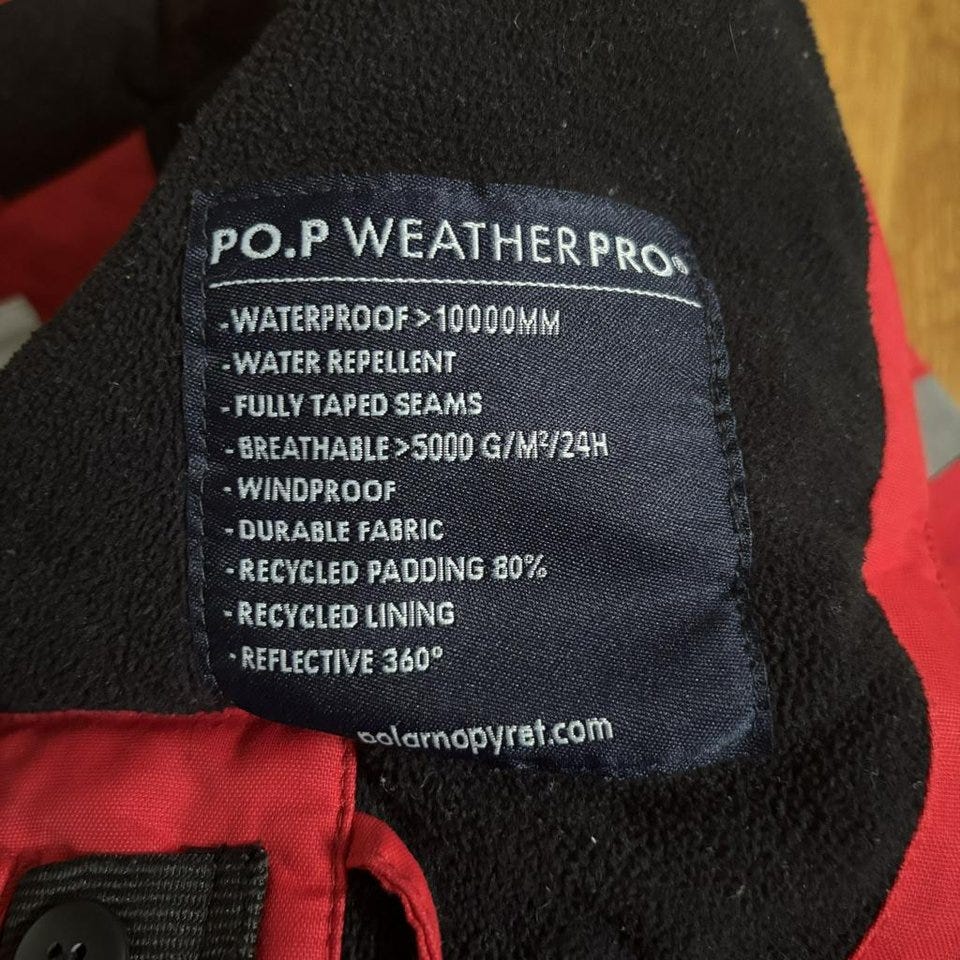 PO.P WEATHERPRO®
-WATERPROOF>10000MM
-WATER REPELLENT
-FULLY TAPED SEAMS
-BREATHABLE>5000 G/M²/24H
-WINDPROOF
-DURABLE FABRIC
-RECYCLED PADDING 80%
-RECYCLED LINING
-REFLECTIVE 360°
polarnopyret.com